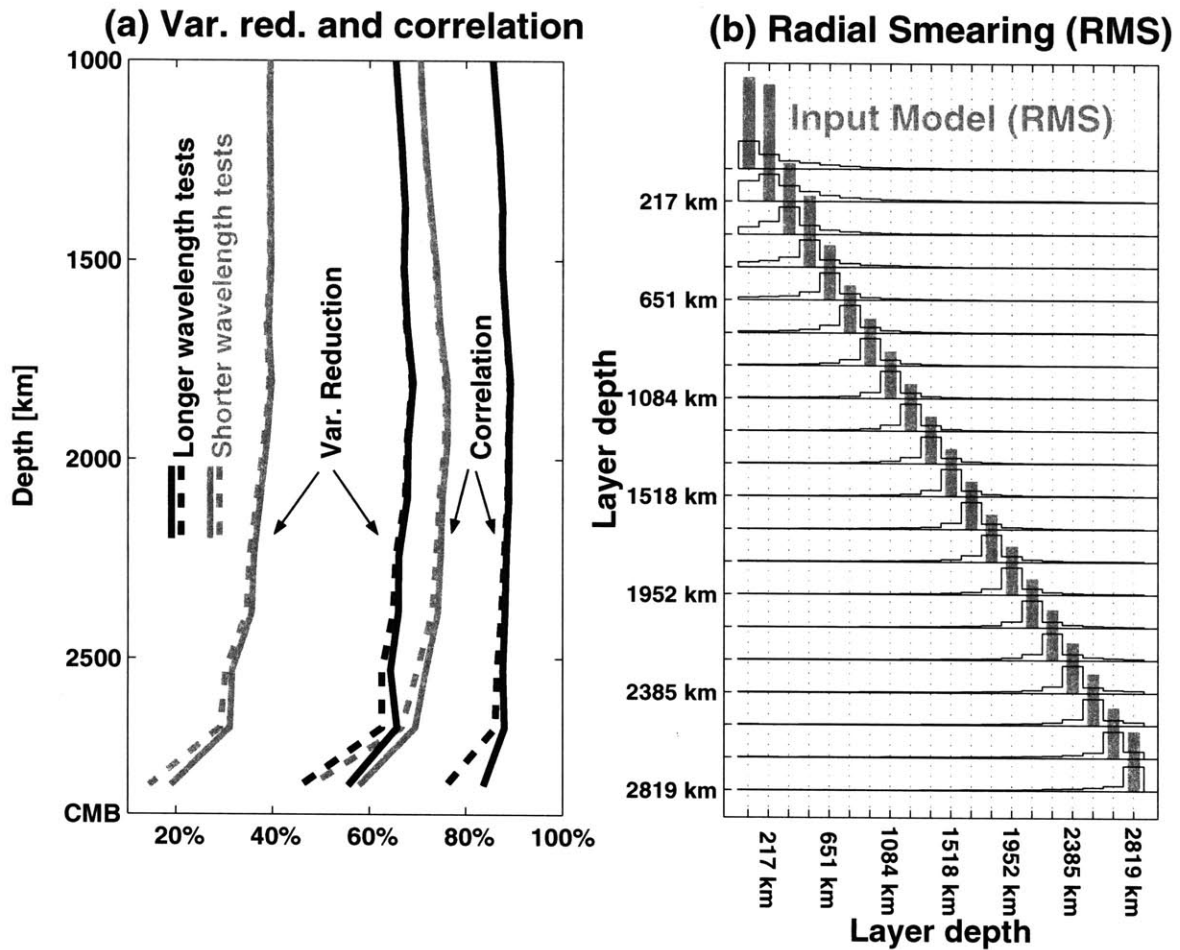 (a) Var. red. and correlation
1000
1500
2000
2500
CMB
Depth [km]
Longer wavelength tests
Shorter wavelength tests
Var. Reduction
Correlation
20%
40%
60%
80%
100%
(b) Radial Smearing (RMS)
Input Model (RMS)
217 km
651 km
1084 km
1518 km
1952 km
2385 km
2819 km
Layer depth
217 km
651 km
1084 km
1518 km
1952 km
2385 km
2819 km
Layer depth